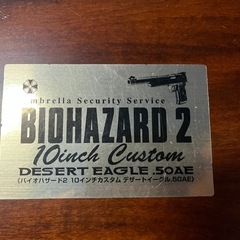 mbrella Security Service
BIOHAZARD 2
10inch Custom
DESERT EAGLE .50AE
(バイオハザード2 10インチカスタム デザートイーグル.50AE)